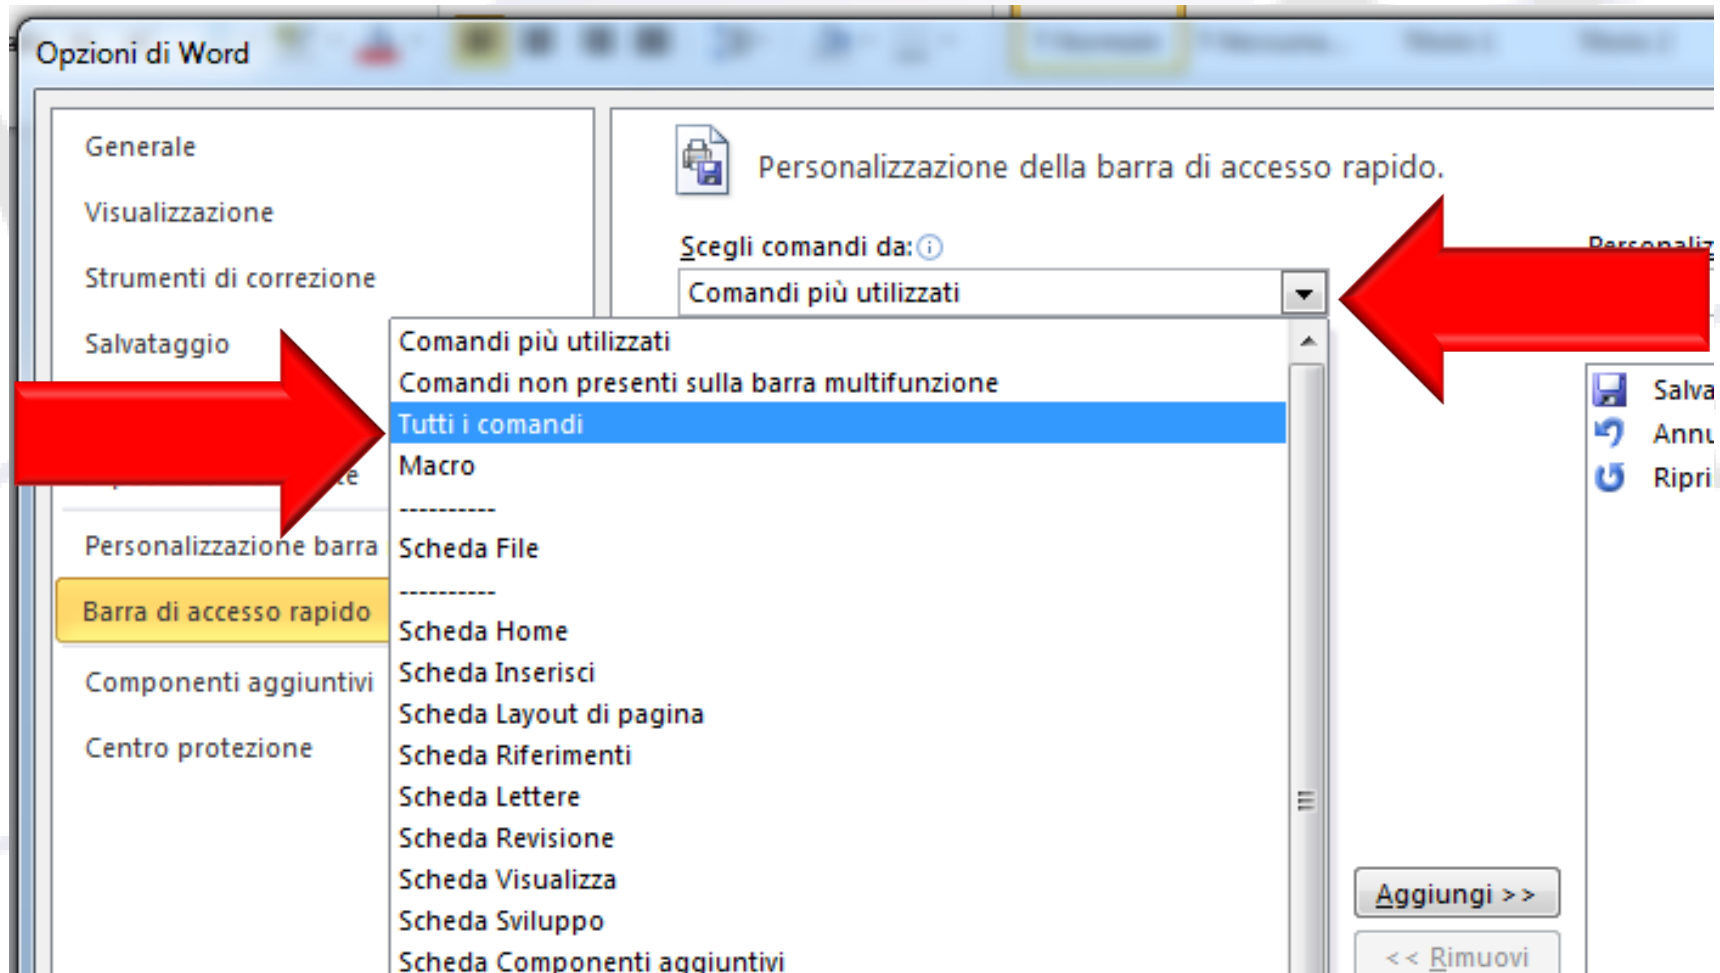 Opzioni di Word
Generale
Visualizzazione
Strumenti di correzione
Salvataggio
Personalizzazione barra
Barra di accesso rapido
Componenti aggiuntivi
Centro protezione
Personalizzazione della barra di accesso rapido.
Scegli comandi da:
Comandi più utilizzati
Comandi più utilizzati
Comandi non presenti sulla barra multifunzione
Tutti i comandi
Macro
----------
Scheda File
----------
Scheda Home
Scheda Inserisci
Scheda Layout di pagina
Scheda Riferimenti
Scheda Lettere
Scheda Revisione
Scheda Visualizza
Scheda Sviluppo
Scheda Componenti aggiuntivi
Aggiungi >>
<< Rimuovi
Salva
Annu
Ripri